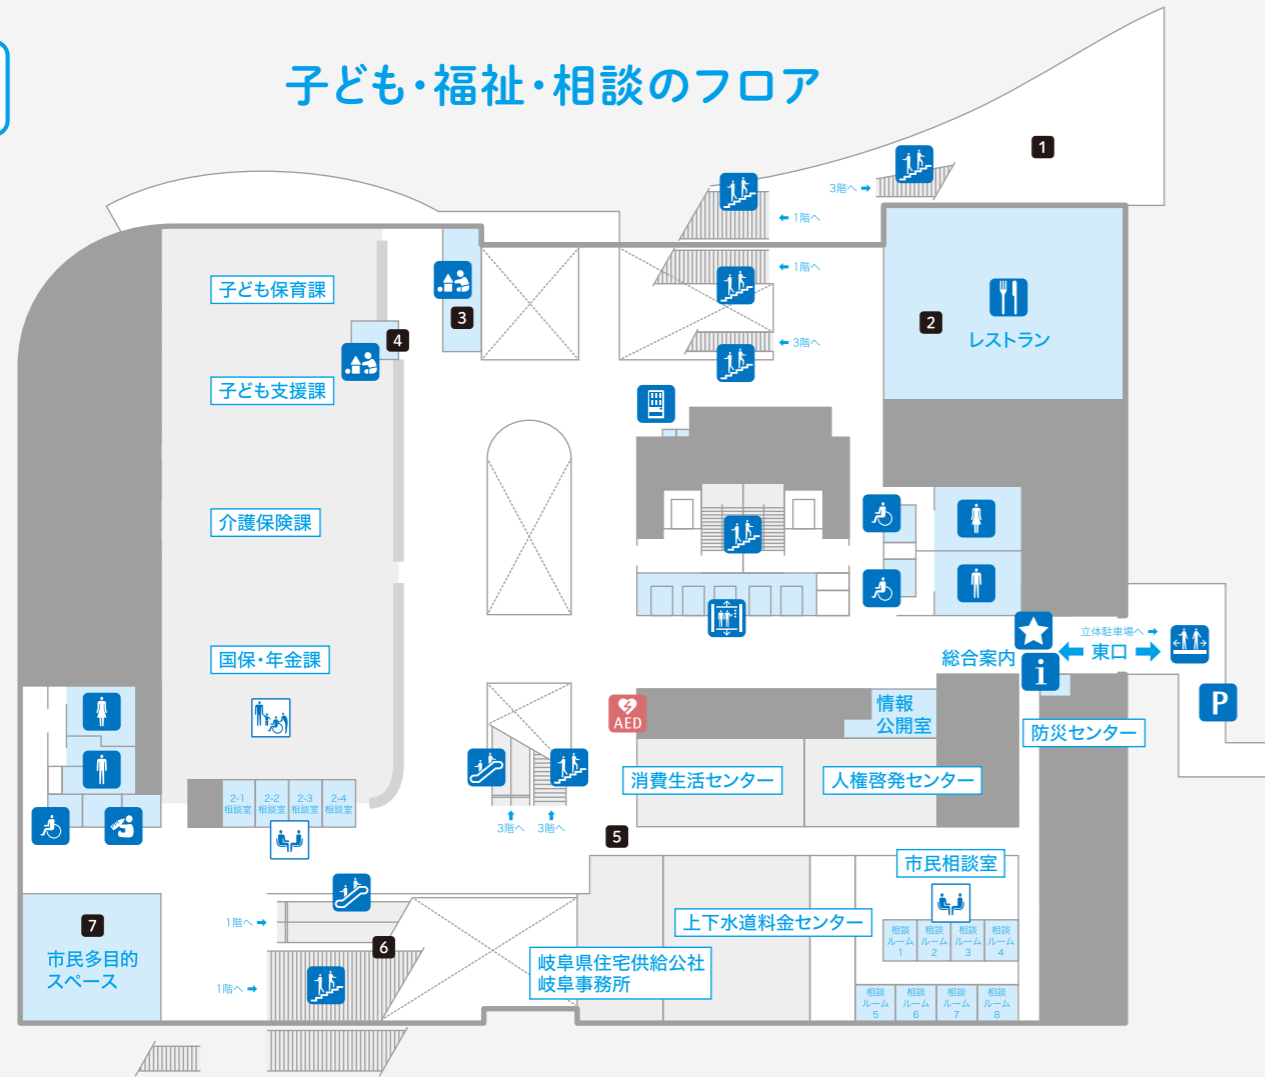 子ども・福祉・相談のフロア
1
3階へ ➡
⬅ 1階へ
子ども保育課
⬅ 1階へ
3
2
レストラン
4
⬅ 3階へ
子ども支援課
介護保険課
国保・年金課
総合案内
i
立体駐車場へ ➡
⬅ 東口 ➡
P
AED
情報
公開室
防災センター
消費生活センター
人権啓発センター
2-1
相談室
2-2
相談室
2-3
相談室
2-4
相談室
⬆
3階へ
⬆
3階へ
5
市民相談室
1階へ ➡
7
市民多目的
スペース
6
上下水道料金センター
相談
ルーム
1
相談
ルーム
2
相談
ルーム
3
相談
ルーム
4
岐阜県住宅供給公社
岐阜事務所
1階へ ➡
相談
ルーム
5
相談
ルーム
6
相談
ルーム
7
相談
ルーム
8